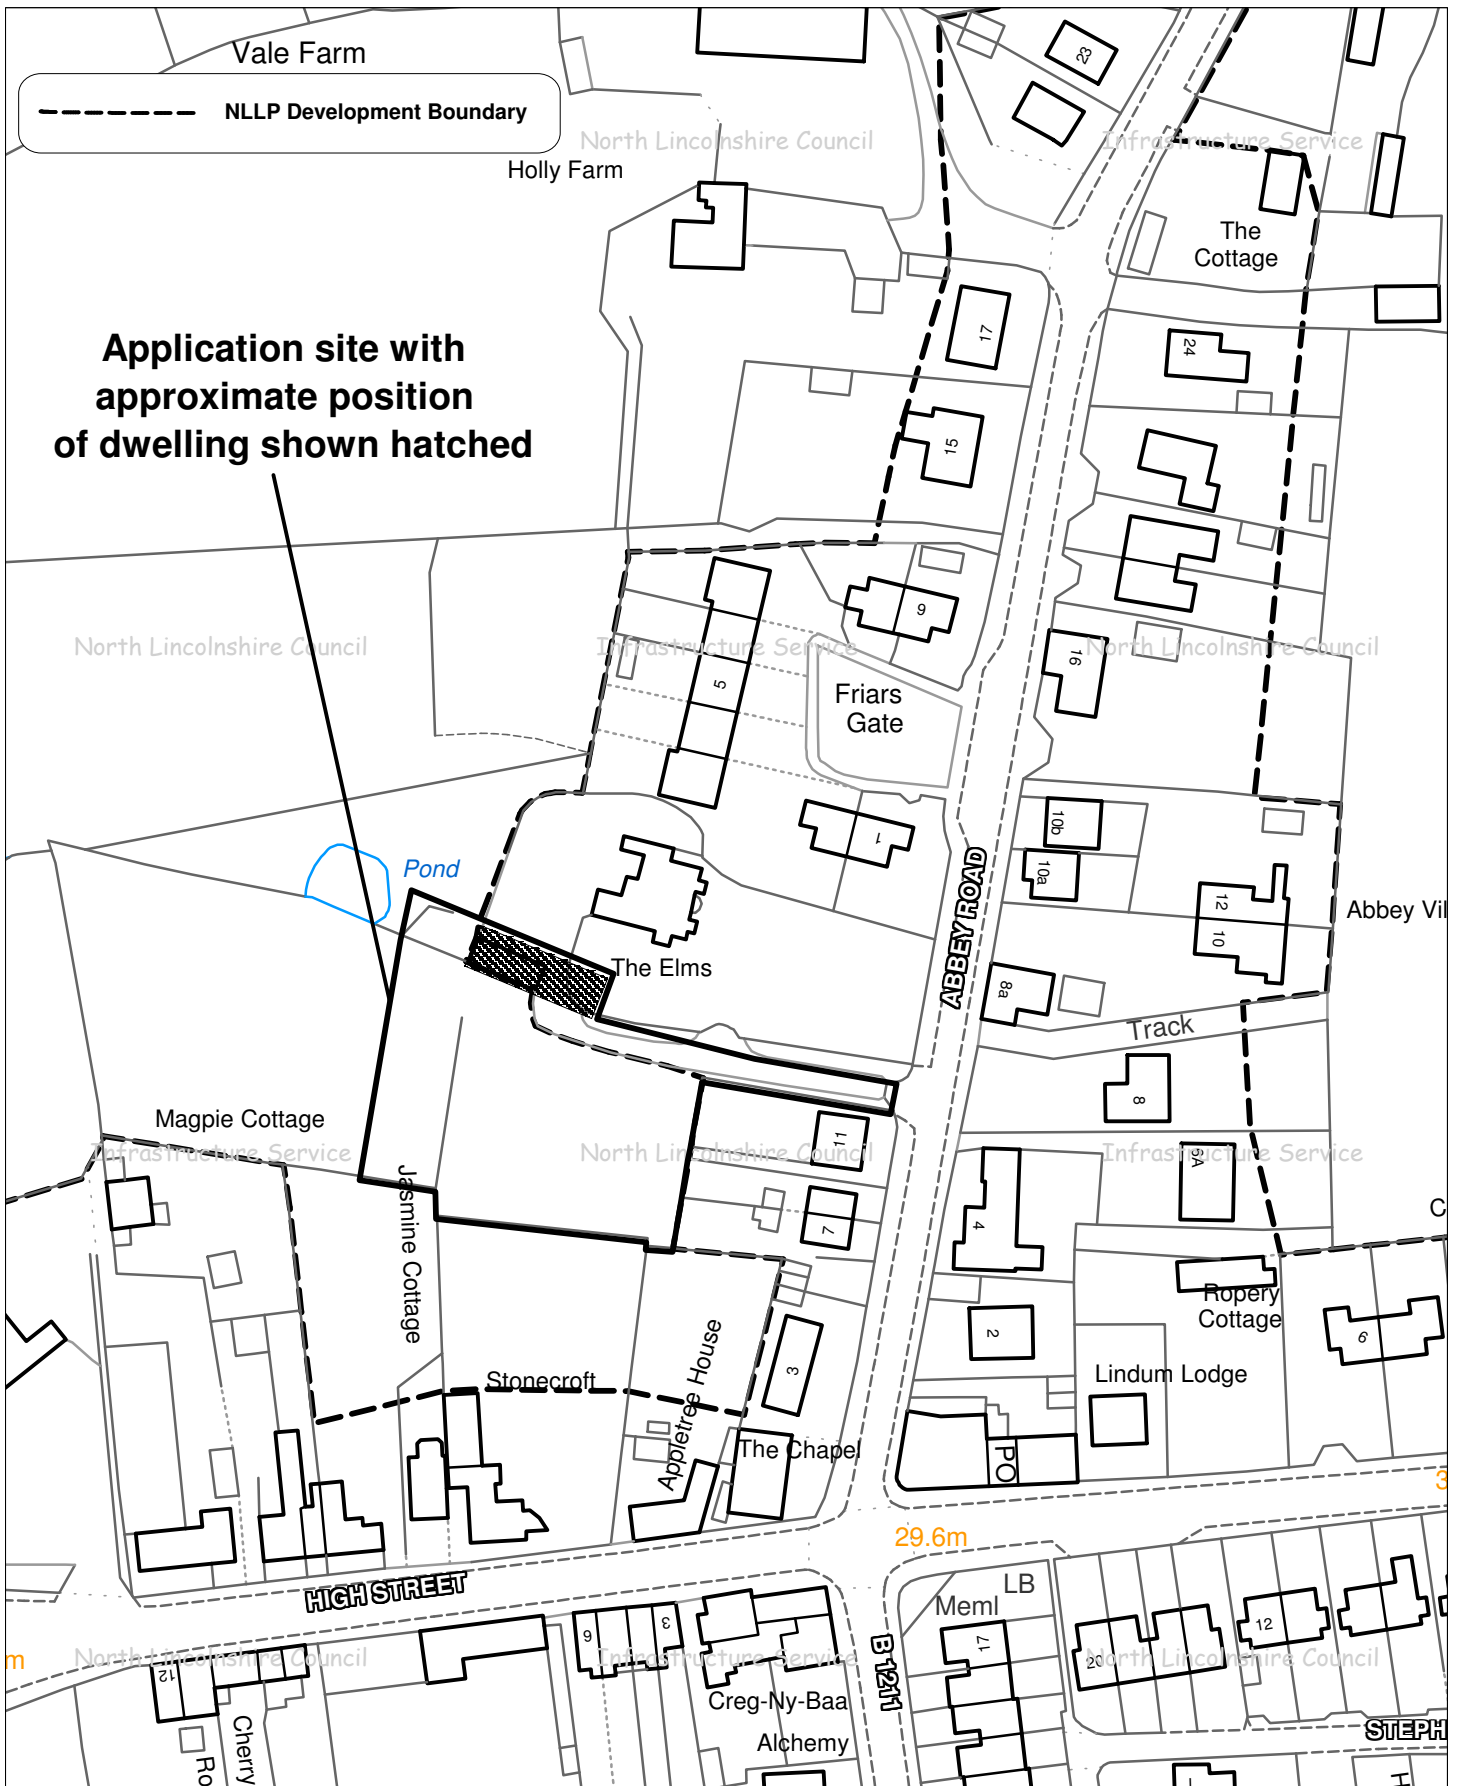 Vale Farm
NLLP Development Boundary
23
North Lincolnshire Council
Infrastructure Service
Holly Farm
The
Cottage
Application site with
approximate position
of dwelling shown hatched
17
24
15
9
North Lincolnshire Council
Infrastructure Service
North Lincolnshire Council
16
5
Friars
Gate
10b
1
10a
Pond
ABBEY ROAD
12
Abbey Vil
10
The Elms
8a
Track
8
Magpie Cottage
11
Infrastructure Service
North Lincolnshire Council
Infrastructure Service
6A
Jasmine Cottage
7
4
C
Ropery
Cottage
2
6
3
Stonecroft
Appletree House
Lindum Lodge
The Chapel
PO
3
29.6m
HIGH STREET
LB
Meml
12
9
3
17
B 1211
20
m
North Lincolnshire Council
Infrastructure Service
North Lincolnshire Council
12
Creg-Ny-Baa
Cherry
Ro
Alchemy
STEPH
H